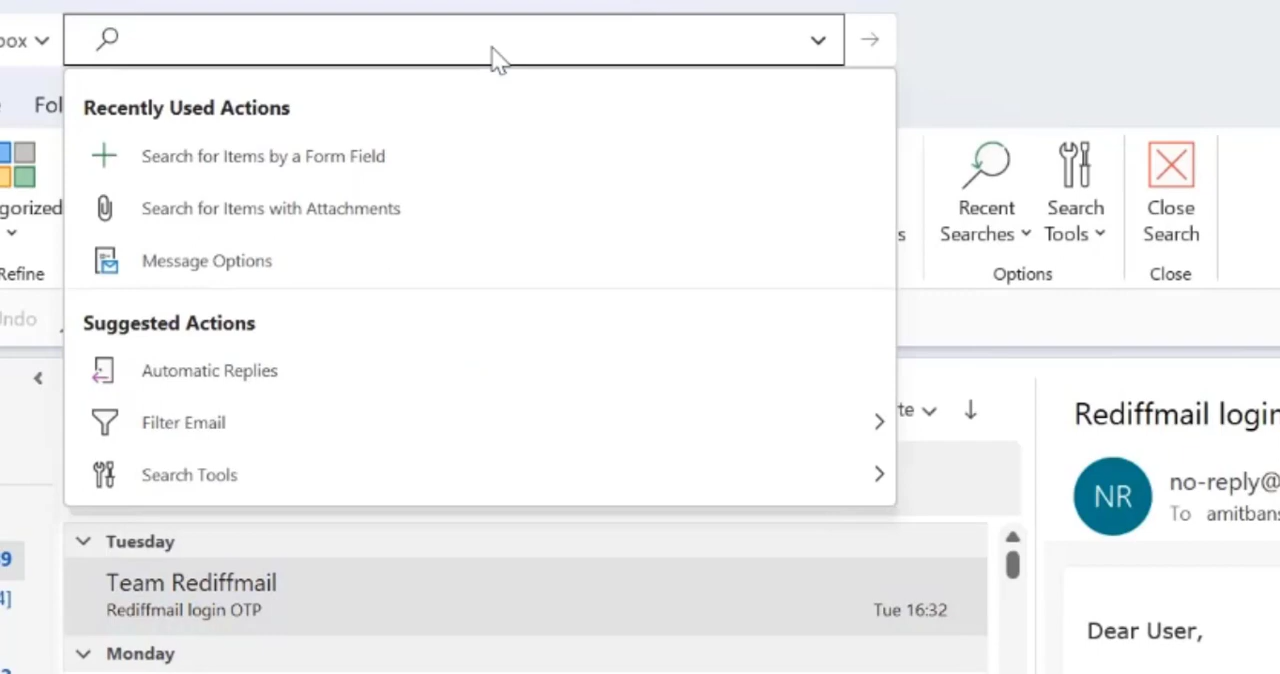 Recently Used Actions
Search for Items by a Form Field
Search for Items with Attachments
Message Options
Suggested Actions
Automatic Replies
Filter Email
Search Tools
Recent
Searches
Search
Tools
Options
Close
Search
Close
Refine
Tuesday
Team Rediffmail
Rediffmail login OTP
Tue 16:32
Monday
Rediffmail login
NR
no-reply@
To amitbans
Dear User,